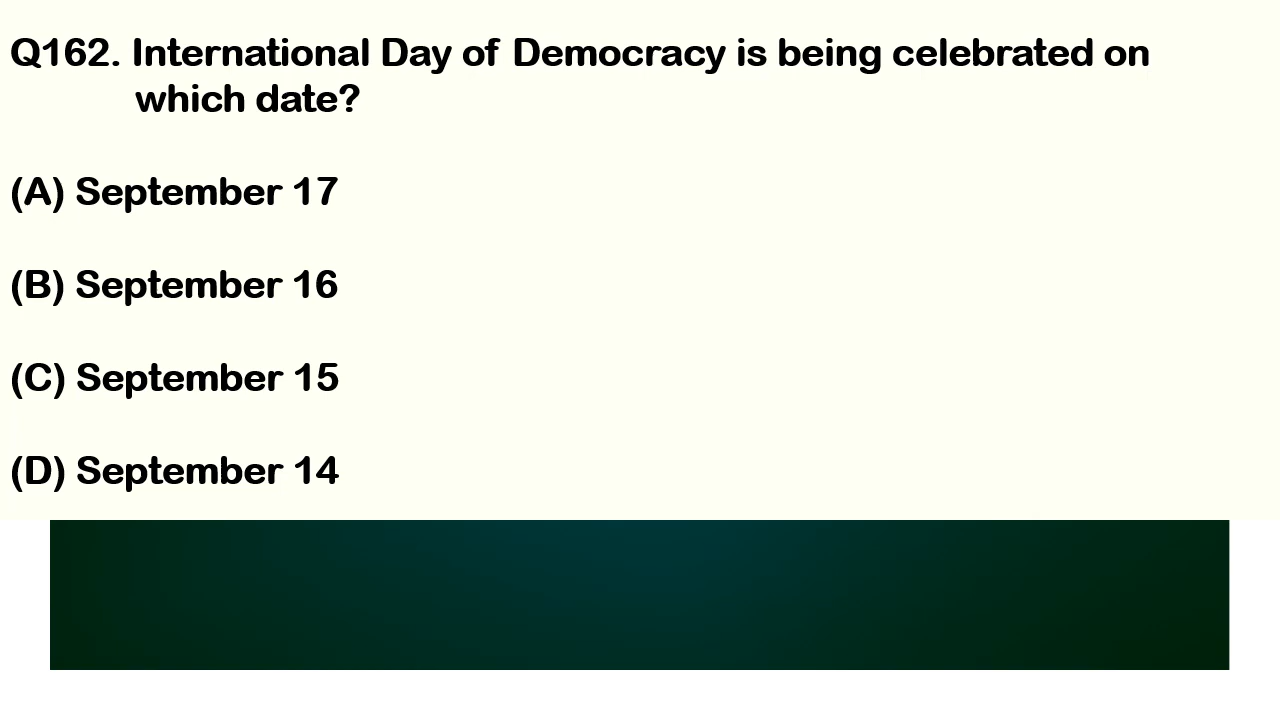 Q162. International Day of Democracy is being celebrated on
which date?
(A) September 17
(B) September 16
(C) September 15
(D) September 14